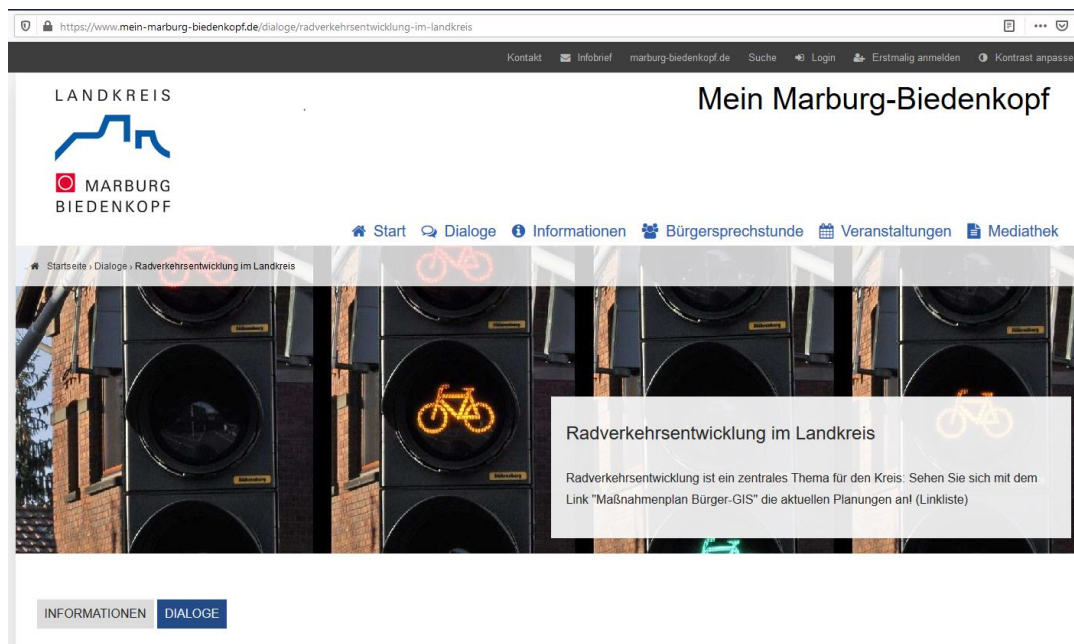 https://www.mein-marburg-biedenkopf.de/dialoge/radverkehrsentwicklung-im-landkreis
Kontakt Infobrief marburg-biedenkopf.de Suche Login Erstmalig anmelden Kontrast anpasse
LANDKREIS
MARBURG
BIEDENKOPF
Mein Marburg-Biedenkopf
Start Dialoge Informationen Bürgersprechstunde Veranstaltungen Mediathek
Startseite › Dialoge › Radverkehrsentwicklung im Landkreis
Radverkehrsentwicklung im Landkreis
Radverkehrsentwicklung ist ein zentrales Thema für den Kreis: Sehen Sie sich mit dem
Link "Maßnahmenplan Bürger-GIS" die aktuellen Planungen an! (Linkliste)
INFORMATIONEN DIALOGE